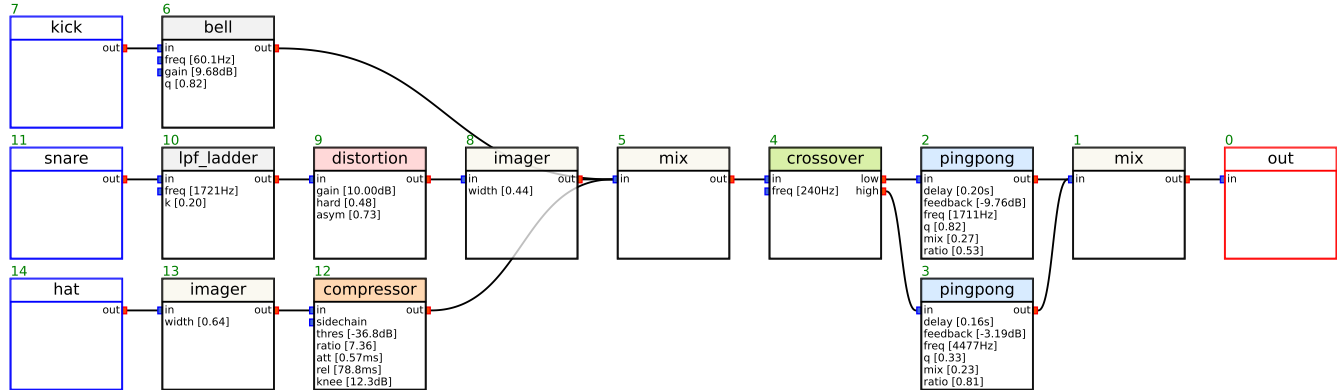 7
kick
out
6
bell
in out
freq [60.1Hz]
gain [9.68dB]
q [0.82]
11
snare
out
10
lpf_ladder
in out
freq [1721Hz]
k [0.20]
9
distortion
in out
gain [10.00dB]
hard [0.48]
asym [0.73]
8
imager
in out
width [0.44]
5
mix
in out
4
crossover
in low
freq [240Hz] high
2
pingpong
in out
delay [0.20s]
feedback [-9.76dB]
freq [1711Hz]
q [0.82]
mix [0.27]
ratio [0.53]
1
mix
in out
0
out
in
14
hat
out
13
imager
in out
width [0.64]
12
compressor
in out
sidechain
thres [-36.8dB]
ratio [7.36]
att [0.57ms]
rel [78.8ms]
knee [12.3dB]
3
pingpong
in out
delay [0.16s]
feedback [-3.19dB]
freq [4477Hz]
q [0.33]
mix [0.23]
ratio [0.81]